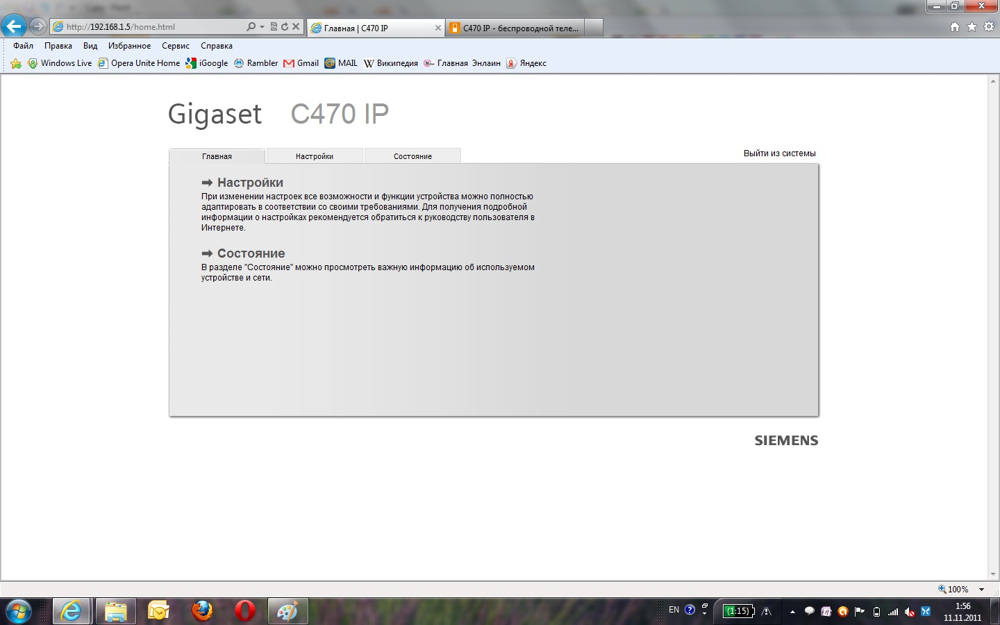 http://192.168.1.5/home.html
Главная | C470 IP
C470 IP - беспроводной теле...
Файл Правка Вид Избранное Сервис Справка
Windows Live Opera Unite Home iGoogle Rambler Gmail MAIL Википедия Главная Энлаин Яндекс
Gigaset C470 IP
Главная Настройки Состояние Выйти из системы
Настройки
При изменении настроек все возможности и функции устройства можно полностью
адаптировать в соответствии со своими требованиями. Для получения подробной
информации о настройках рекомендуется обратиться к руководству пользователя в
Интернете.
Состояние
В разделе "Состояние" можно просмотреть важную информацию об используемом
устройстве и сети.
SIEMENS
100%
EN (1:15) 1:56
11.11.2011